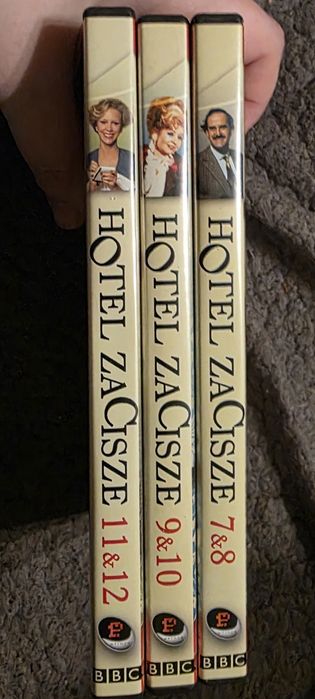 HOTEL ZACISZE 11&12
BBC
HOTEL ZACISZE 9&10
BBC
HOTEL ZACISZE 7&8
BBC